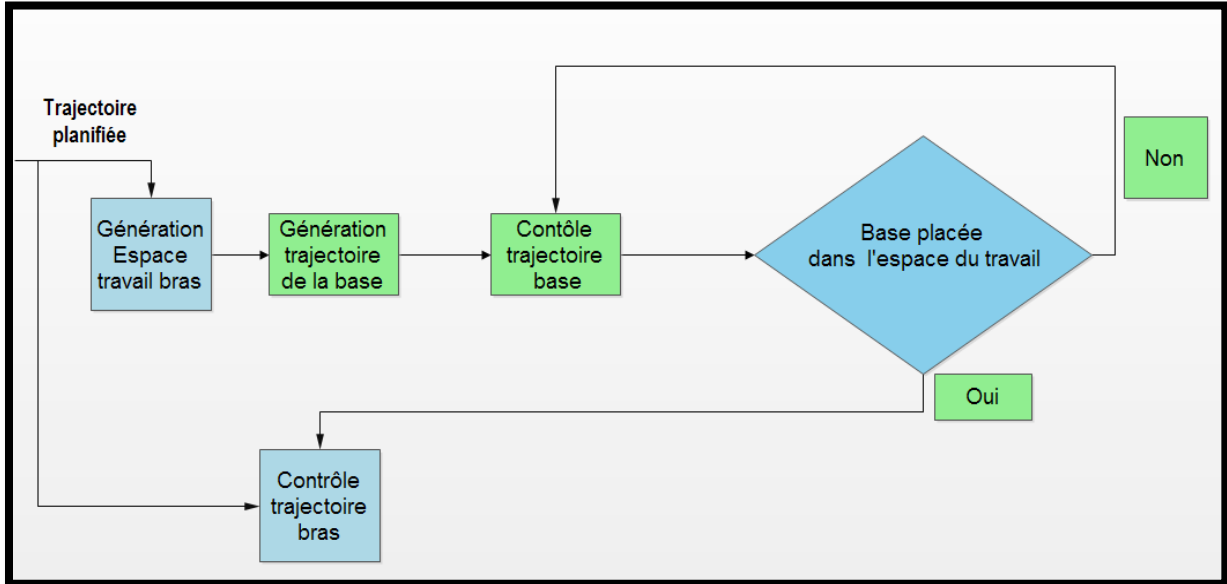 Trajectoire
planifiée
Génération
Espace
travail bras
Génération
trajectoire
de la base
Contôle
trajectoire
base
Base placée
dans l'espace du travail
Non
Oui
Contrôle
trajectoire
bras